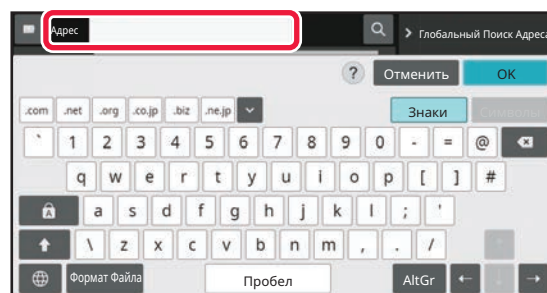 Адрес
Глобальный Поиск Адреса
? Отменить OK
.com .net .org .co.jp .biz .ne.jp Знаки Символы
` 1 2 3 4 5 6 7 8 9 0 - = @
q w e r t y u i o p [ ] #
A a s d f g h j k l ; '
\ z x c v b n m , . /
Формат Файла Пробел AltGr